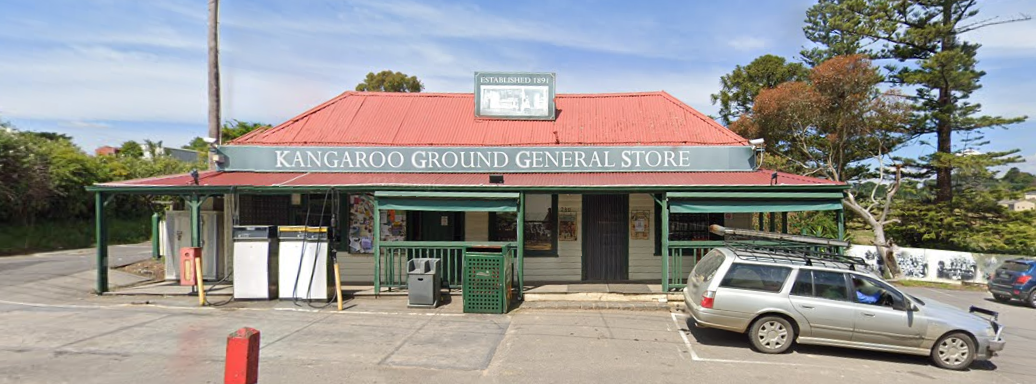 ESTABLISHED 1891
KANGAROO GROUND GENERAL STORE